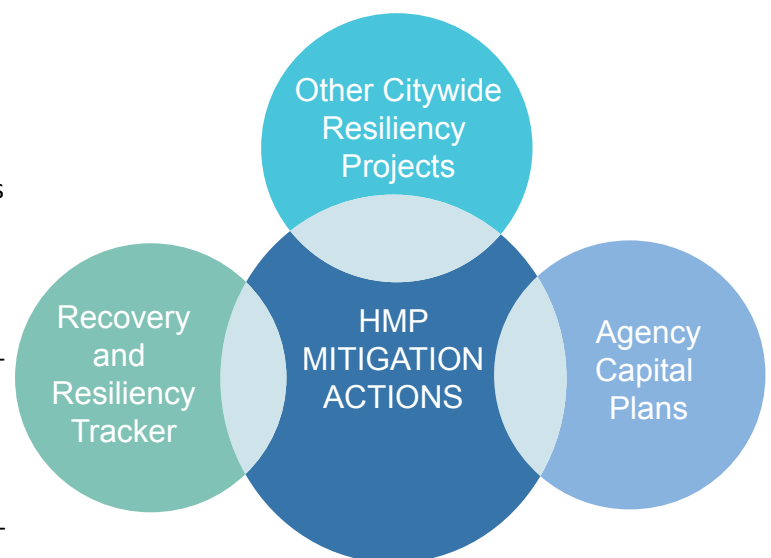 Other Citywide
Resiliency
Projects
s
Recovery
and
Resiliency
Tracker
HMP
MITIGATION
ACTIONS
Agency
Capital
Plans
-
-